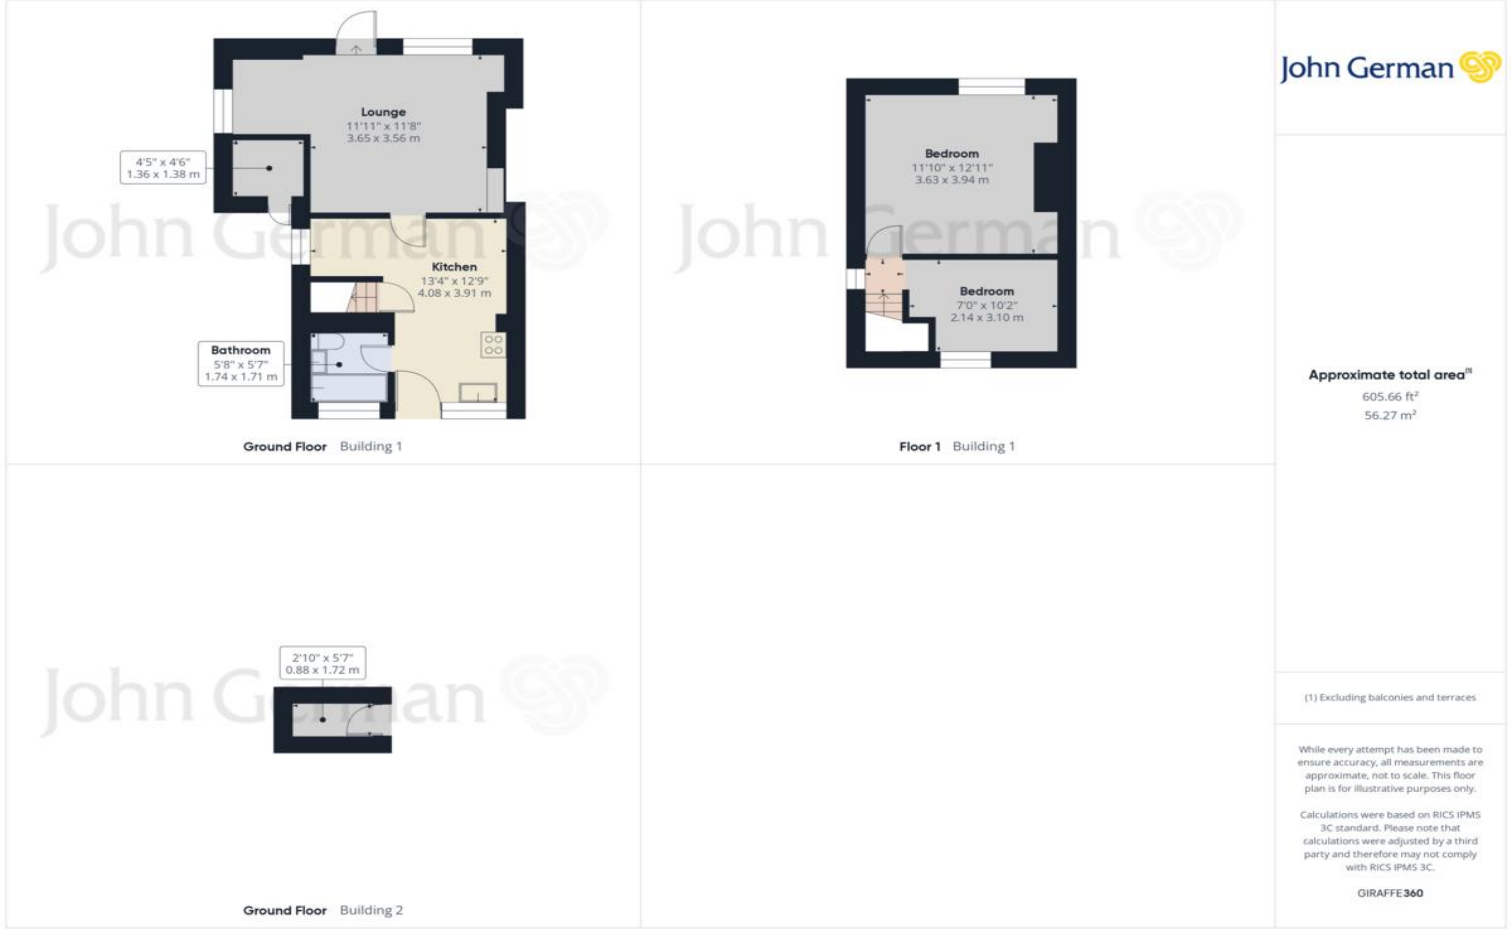 Lounge
11'11" x 11'8"
3.65 x 3.56 m
4'5" x 4'6"
1.36 x 1.38 m
John German
Kitchen
13'4" x 12'9"
4.08 x 3.91 m
Bathroom
5'8" x 5'7"
1.74 x 1.71 m
Ground Floor Building 1
Bedroom
11'10" x 12'11"
3.63 x 3.94 m
John German
Bedroom
7'0" x 10'2"
2.14 x 3.10 m
Floor 1 Building 1
2'10" x 5'7"
0.88 x 1.72 m
John German
Ground Floor Building 2
John German
Approximate total area(1)
605.66 ft²
56.27 m²
(1) Excluding balconies and terraces
While every attempt has been made to
ensure accuracy, all measurements are
approximate, not to scale. This floor
plan is for illustrative purposes only.
Calculations were based on RICS IPMS
3C standard. Please note that
calculations were adjusted by a third
party and therefore may not comply
with RICS IPMS 3C.
GIRAFFE360